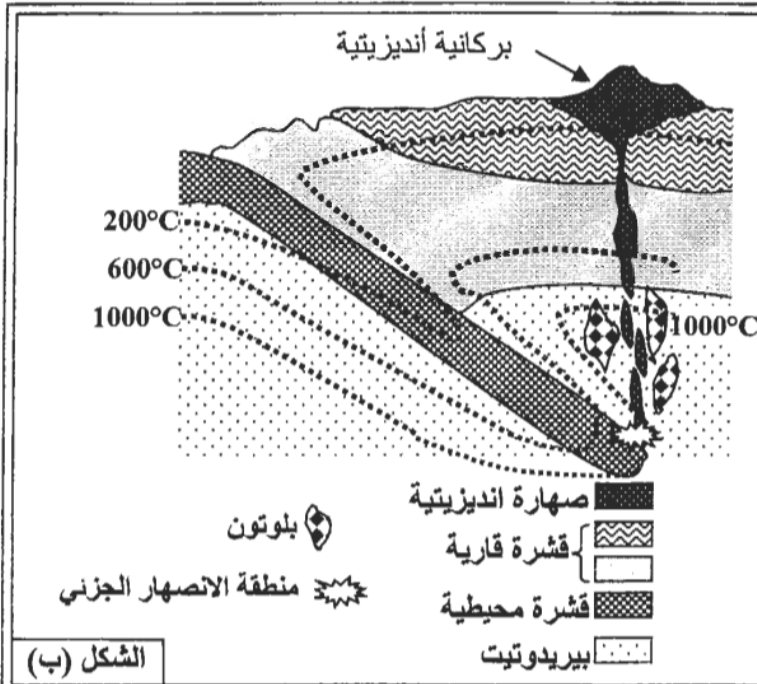 بركانية أنديزيتية
200°C
600°C
1000°C
1000°C
صهارة انديزيتية
قشرة قارية
قشرة محيطية
بيريدوتيت
بلوتون
منطقة الانصهار الجزئي
الشكل (ب)